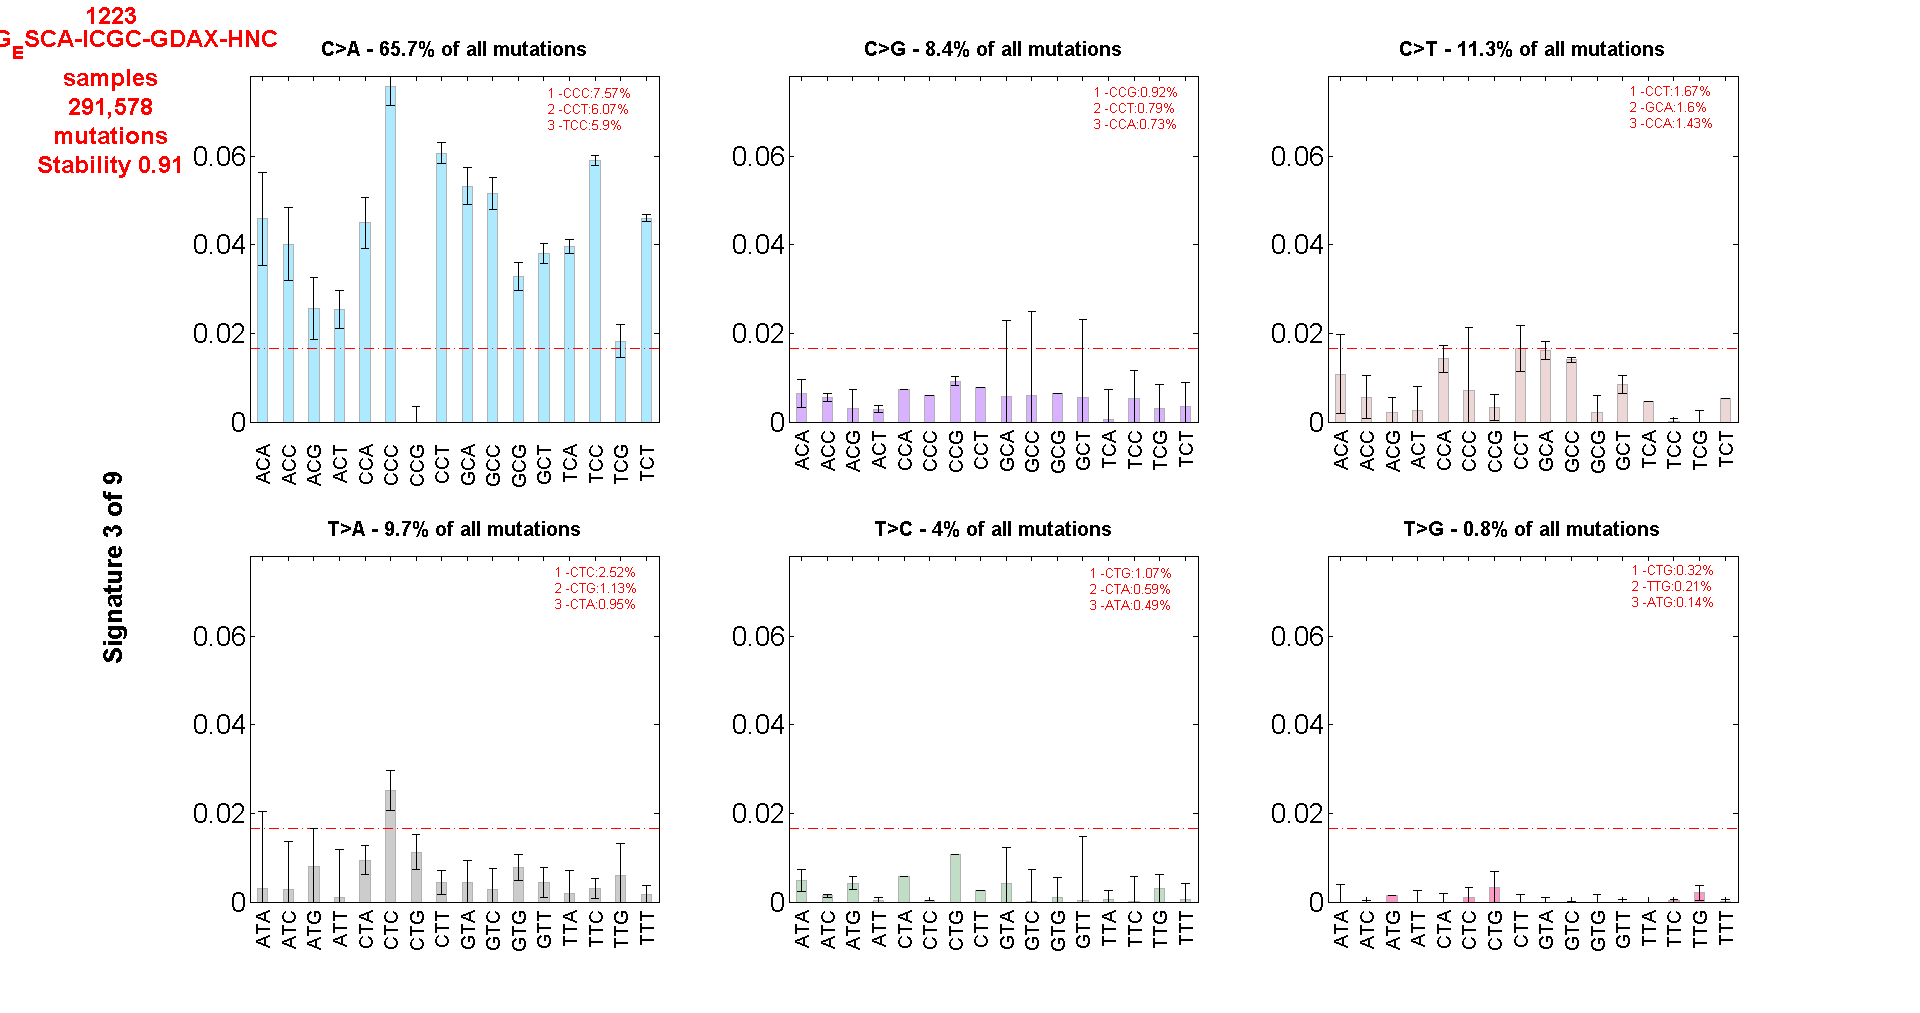 1223
G_ESCA-ICGC-GDAX-HNC
samples
291,578
mutations
Stability 0.91
Signature 3 of 9
C>A - 65.7% of all mutations
1 -CCC:7.57%
2 -CCT:6.07%
3 -TCC:5.9%
0.06
0.04
0.02
0
ACA ACC ACG ACT CCA CCC CCG CCT GCA GCC GCG GCT TCA TCC TCG TCT
C>G - 8.4% of all mutations
1 -CCG:0.92%
2 -CCT:0.79%
3 -CCA:0.73%
0.06
0.04
0.02
0
ACA ACC ACG ACT CCA CCC CCG CCT GCA GCC GCG GCT TCA TCC TCG TCT
C>T - 11.3% of all mutations
1 -CCT:1.67%
2 -GCA:1.6%
3 -CCA:1.43%
0.06
0.04
0.02
0
ACA ACC ACG ACT CCA CCC CCG CCT GCA GCC GCG GCT TCA TCC TCG TCT
T>A - 9.7% of all mutations
1 -CTC:2.52%
2 -CTG:1.13%
3 -CTA:0.95%
0.06
0.04
0.02
0
ATA ATC ATG ATT CTA CTC CTG CTT GTA GTC GTG GTT TTA TTC TTG TTT
T>C - 4% of all mutations
1 -CTG:1.07%
2 -CTA:0.59%
3 -ATA:0.49%
0.06
0.04
0.02
0
ATA ATC ATG ATT CTA CTC CTG CTT GTA GTC GTG GTT TTA TTC TTG TTT
T>G - 0.8% of all mutations
1 -CTG:0.32%
2 -TTG:0.21%
3 -ATG:0.14%
0.06
0.04
0.02
0
ATA ATC ATG ATT CTA CTC CTG CTT GTA GTC GTG GTT TTA TTC TTG TTT